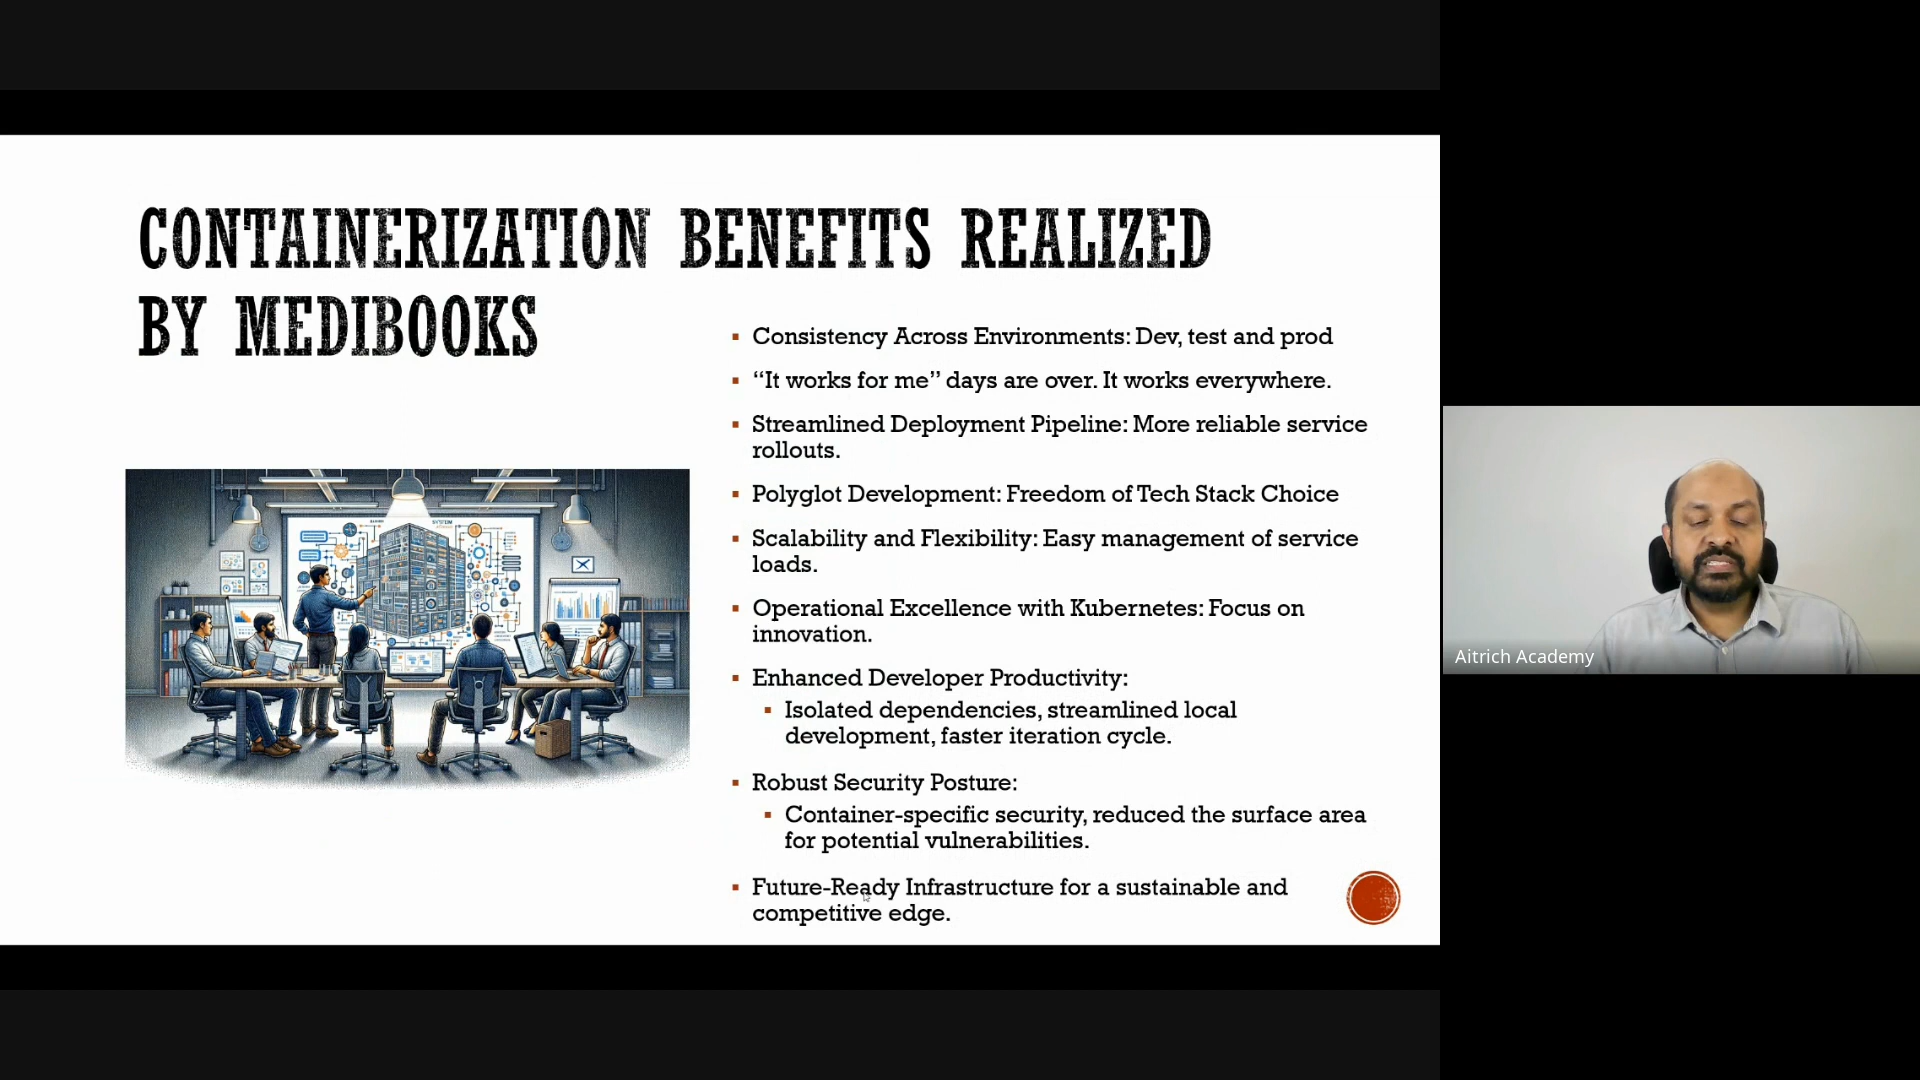 CONTAINERIZATION BENEFITS REALIZED
BY MEDIBOOKS
Consistency Across Environments: Dev, test and prod
“It works for me” days are over. It works everywhere.
Streamlined Deployment Pipeline: More reliable service
rollouts.
Polyglot Development: Freedom of Tech Stack Choice
Scalability and Flexibility: Easy management of service
loads.
Operational Excellence with Kubernetes: Focus on
innovation.
Enhanced Developer Productivity:
Isolated dependencies, streamlined local
development, faster iteration cycle.
Robust Security Posture:
Container-specific security, reduced the surface area
for potential vulnerabilities.
Future-Ready Infrastructure for a sustainable and
competitive edge.
Aitrich Academy